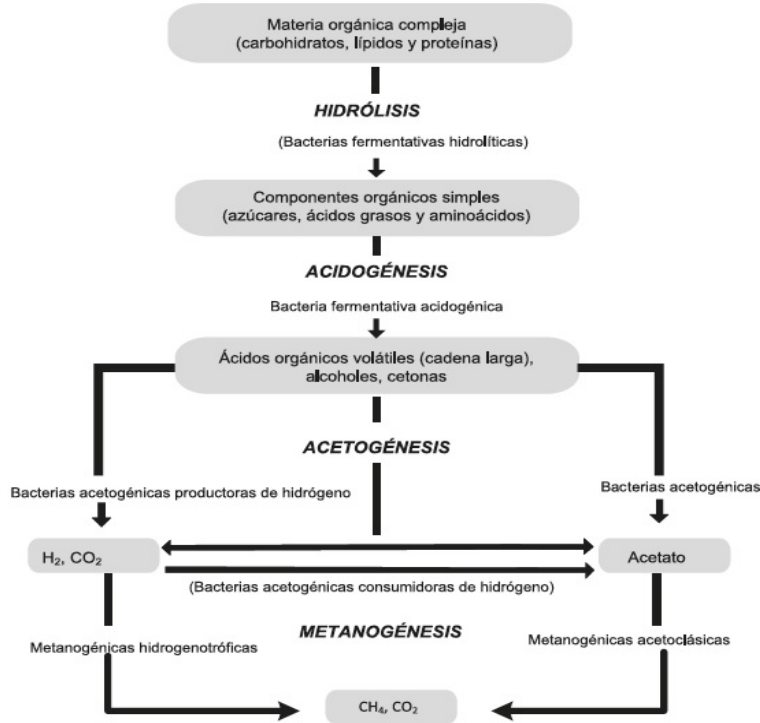 Materia orgánica compleja
(carbohidratos, lípidos y proteínas)
HIDRÓLISIS
(Bacterias fermentativas hidrolíticas)
Componentes orgánicos simples
(azúcares, ácidos grasos y aminoácidos)
ACIDOGÉNESIS
Bacteria fermentativa acidogénica
Ácidos orgánicos volátiles (cadena larga),
alcoholes, cetonas
ACETOGÉNESIS
Bacterias acetogénicas productoras de hidrógeno
Bacterias acetogénicas
H₂, CO₂
Acetato
(Bacterias acetogénicas consumidoras de hidrógeno)
METANOGÉNESIS
Metanogénicas hidrogenotróficas
Metanogénicas acetoclásicas
CH₄, CO₂